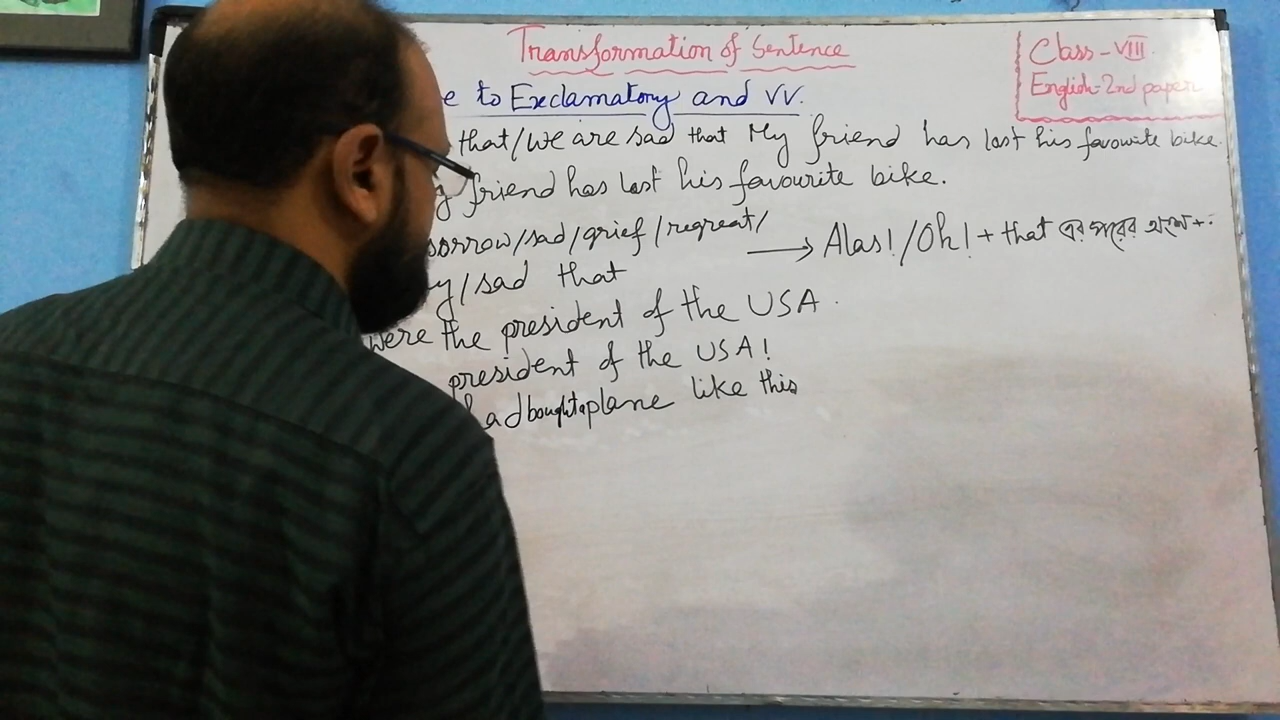 Transformation of Sentence
Class - VIII
English-2nd paper
e to Exclamatory and VV.
that/We are sad that My friend has lost his favourite bike.
friend has lost his favourite bike.
sorrow/sad/grief/regreat/
→ Alas!/Oh! + that এর পরের অংশ + !
y/sad that
were the president of the USA.
president of the USA!
had bought a plane like this